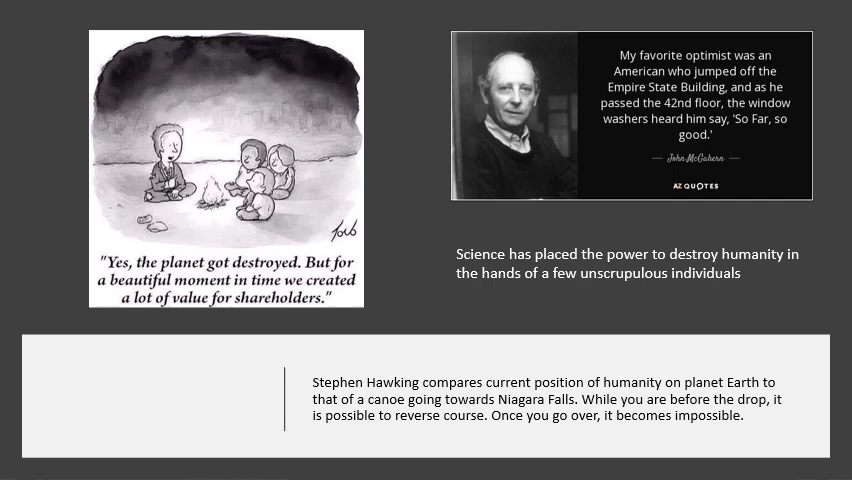 "Yes, the planet got destroyed. But for
a beautiful moment in time we created
a lot of value for shareholders."
My favorite optimist was an
American who jumped off the
Empire State Building, and as he
passed the 42nd floor, the window
washers heard him say, 'So Far, so
good.'
John McGahern
AZ QUOTES
Science has placed the power to destroy humanity in
the hands of a few unscrupulous individuals
Stephen Hawking compares current position of humanity on planet Earth to
that of a canoe going towards Niagara Falls. While you are before the drop, it
is possible to reverse course. Once you go over, it becomes impossible.